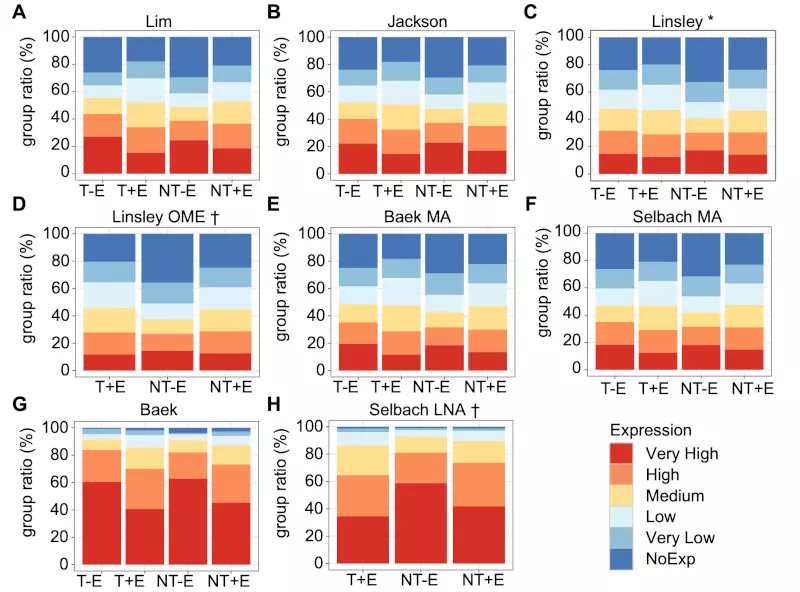 A Lim
group ratio (%)
100
80
60
40
20
0
T-E T+E NT-E NT+E
B Jackson
group ratio (%)
100
80
60
40
20
0
T-E T+E NT-E NT+E
C Linsley *
group ratio (%)
100
80
60
40
20
0
T-E T+E NT-E NT+E
D Linsley OME †
group ratio (%)
100
80
60
40
20
0
T+E NT-E NT+E
E Baek MA
group ratio (%)
100
80
60
40
20
0
T-E T+E NT-E NT+E
F Selbach MA
group ratio (%)
100
80
60
40
20
0
T-E T+E NT-E NT+E
G Baek
group ratio (%)
100
80
60
40
20
0
T-E T+E NT-E NT+E
H Selbach LNA †
group ratio (%)
100
80
60
40
20
0
T+E NT-E NT+E
Expression
Very High
High
Medium
Low
Very Low
NoExp